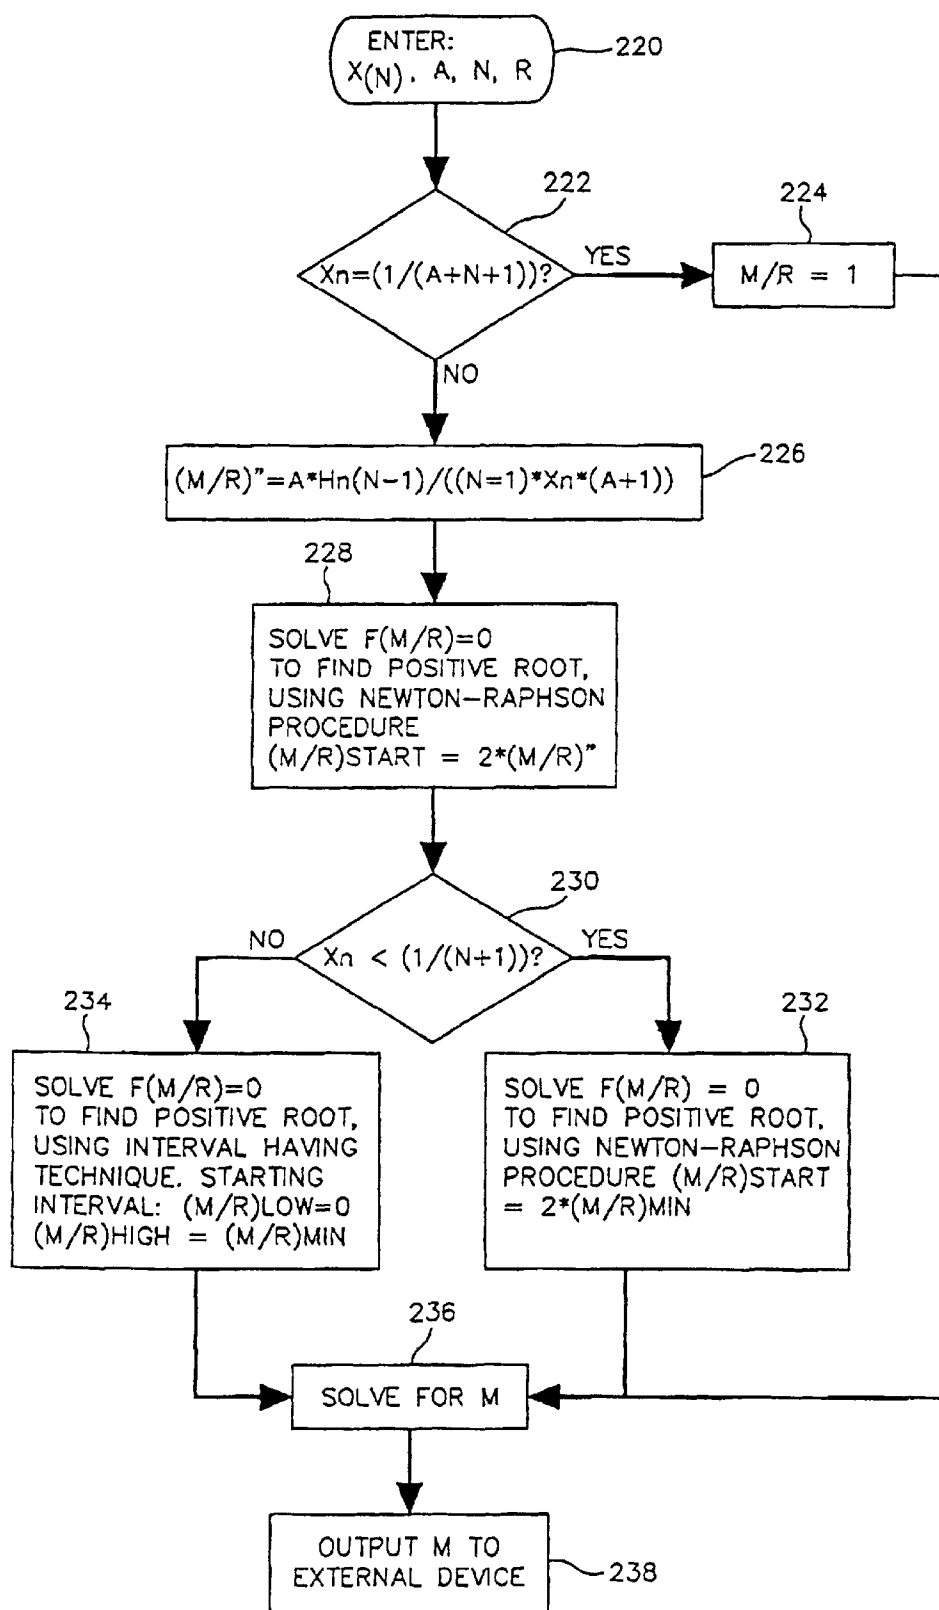 ENTER:
X(N). A, N, R
220
222
Xn=(1/(A+N+1))?
YES
224
M/R = 1
NO
(M/R)"=A*Hn(N-1)/((N=1)*Xn*(A+1))
226
228
SOLVE F(M/R)=0
TO FIND POSITIVE ROOT,
USING NEWTON-RAPHSON
PROCEDURE
(M/R)START = 2*(M/R)"
230
NO
Xn < (1/(N+1))?
YES
234
SOLVE F(M/R)=0
TO FIND POSITIVE ROOT,
USING INTERVAL HAVING
TECHNIQUE. STARTING
INTERVAL: (M/R)LOW=0
(M/R)HIGH = (M/R)MIN
232
SOLVE F(M/R) = 0
TO FIND POSITIVE ROOT.
USING NEWTON-RAPHSON
PROCEDURE (M/R)START
= 2*(M/R)MIN
236
SOLVE FOR M
OUTPUT M TO
EXTERNAL DEVICE
238